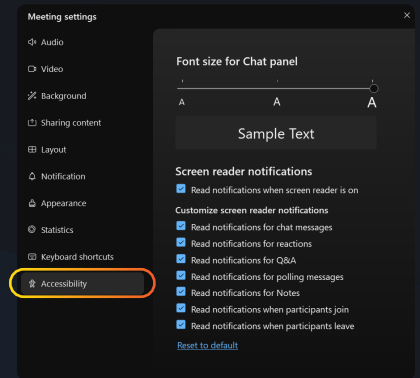 Meeting settings
Audio
Video
Background
Sharing content
Layout
Notification
Appearance
Statistics
Keyboard shortcuts
Accessibility
Font size for Chat panel
A A A
Sample Text
Screen reader notifications
Read notifications when screen reader is on
Customize screen reader notifications
Read notifications for chat messages
Read notifications for reactions
Read notifications for Q&A
Read notifications for polling messages
Read notifications for Notes
Read notifications when participants join
Read notifications when participants leave
Reset to default